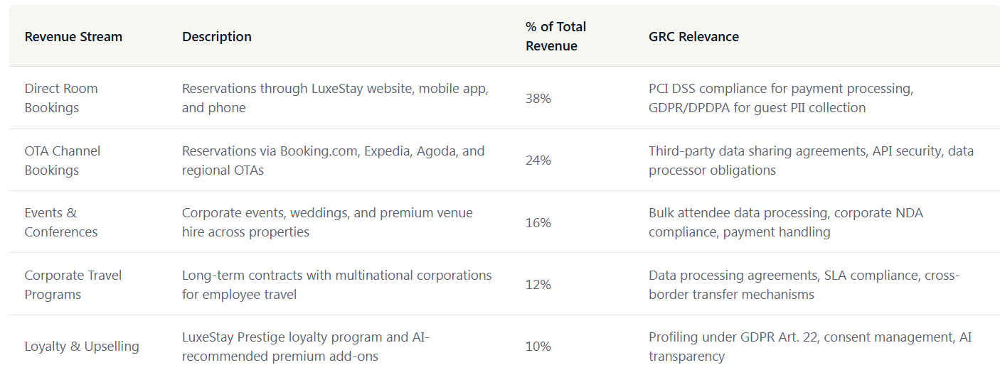 Revenue Stream
Description
% of Total
Revenue
GRC Relevance
Direct Room
Bookings
Reservations through LuxeStay website, mobile app,
and phone
38%
PCI DSS compliance for payment processing,
GDPR/DPDPA for guest PII collection
OTA Channel
Bookings
Reservations via Booking.com, Expedia, Agoda, and
regional OTAs
24%
Third-party data sharing agreements, API security, data
processor obligations
Events &
Conferences
Corporate events, weddings, and premium venue
hire across properties
16%
Bulk attendee data processing, corporate NDA
compliance, payment handling
Corporate Travel
Programs
Long-term contracts with multinational corporations
for employee travel
12%
Data processing agreements, SLA compliance, cross-
border transfer mechanisms
Loyalty & Upselling
LuxeStay Prestige loyalty program and AI-
recommended premium add-ons
10%
Profiling under GDPR Art. 22, consent management, AI
transparency